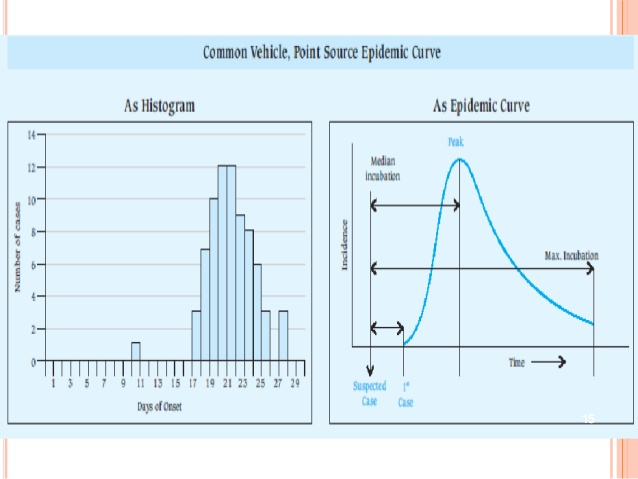 Common Vehicle, Point Source Epidemic Curve
As Histogram
14
12
10
8
6
4
2
0
Number of cases
1 3 5 7 9 11 13 15 17 19 21 23 25 27 29
Days of Onset
As Epidemic Curve
Peak
Median
incubation
Incidence
Max. Incubation
Time
Suspected
Case
1st
Case
15